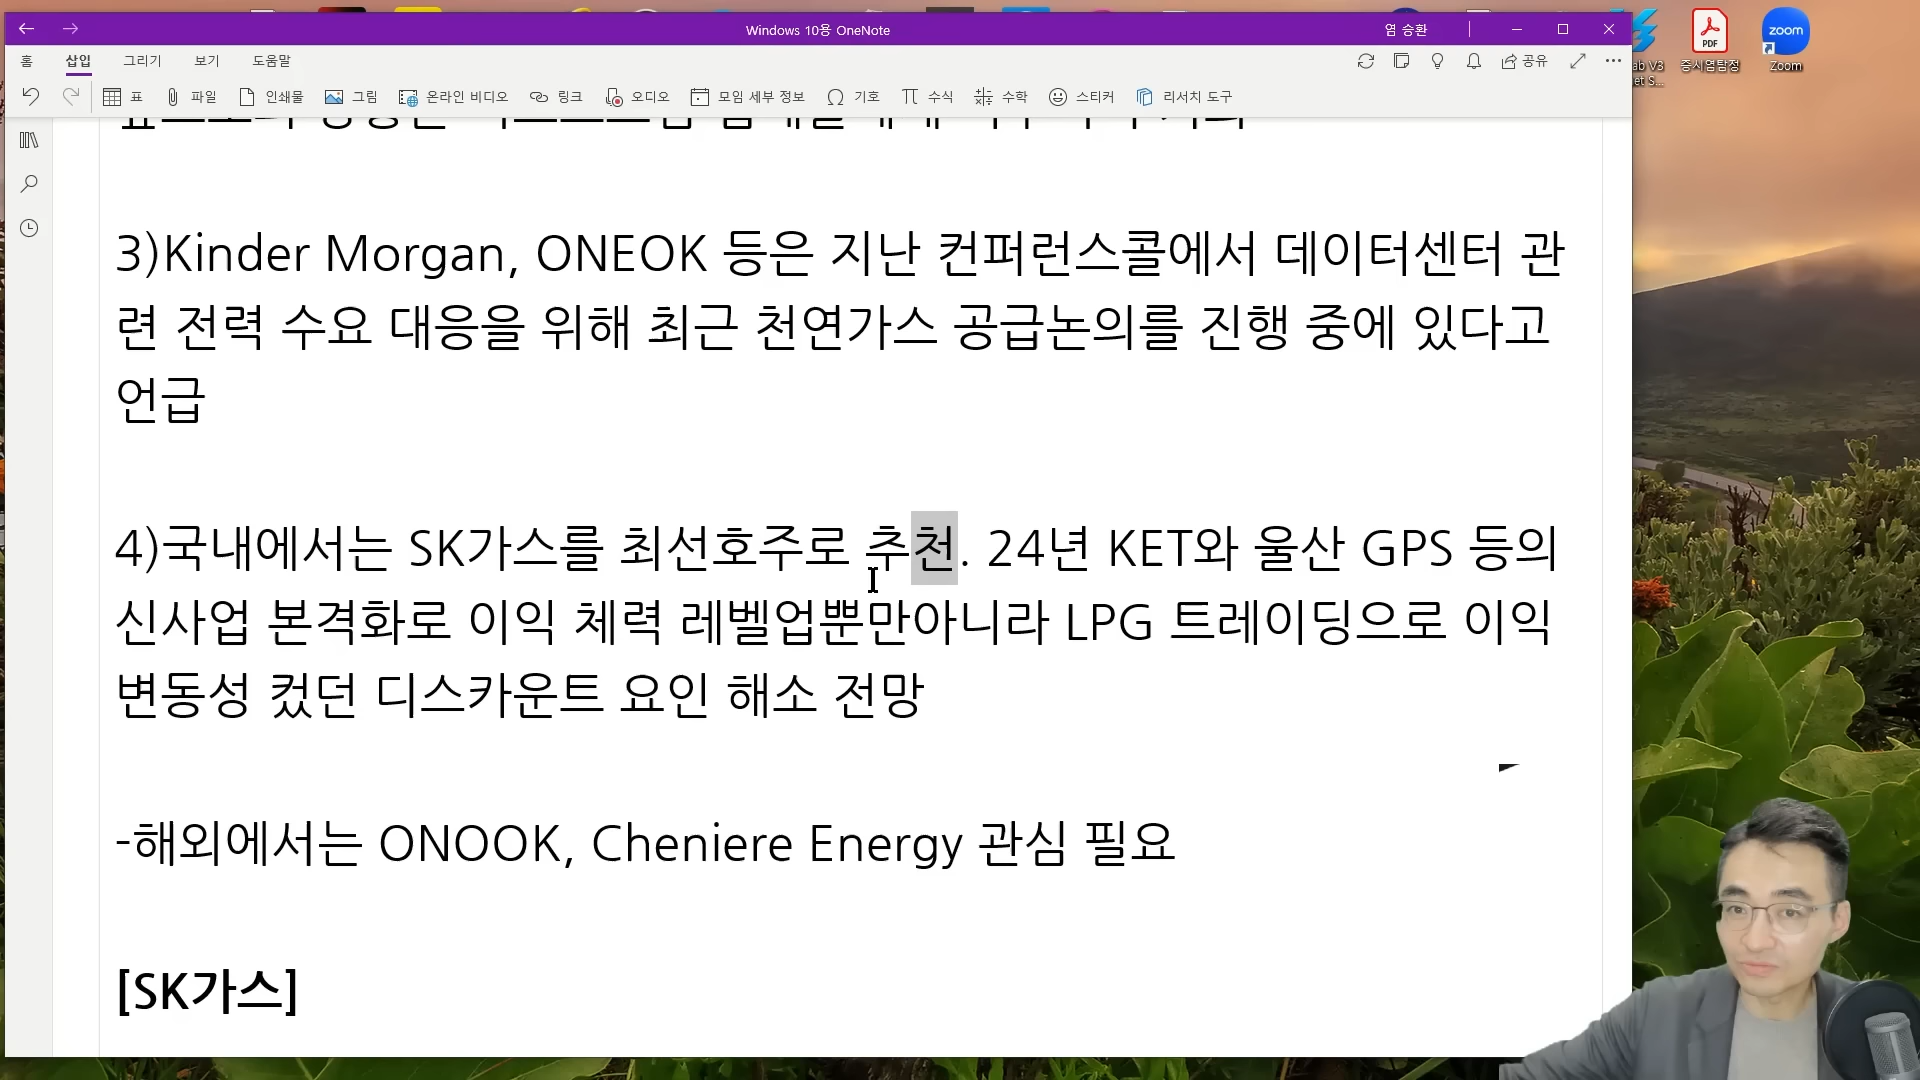 Windows 10용 OneNote
염 승환
홈 삽입 그리기 보기 도움말
공유
표 파일 인쇄물 그림 온라인 비디오 링크 오디오 모임 세부 정보 기호 수식 수학 스티커 리서치 도구
3)Kinder Morgan, ONEOK 등은 지난 컨퍼런스콜에서 데이터센터 관
련 전력 수요 대응을 위해 최근 천연가스 공급논의를 진행 중에 있다고
언급
4)국내에서는 SK가스를 최선호주로 추천. 24년 KET와 울산 GPS 등의
신사업 본격화로 이익 체력 레벨업뿐만아니라 LPG 트레이딩으로 이익
변동성 컸던 디스카운트 요인 해소 전망
-해외에서는 ONOOK, Cheniere Energy 관심 필요
[SK가스]
ab V3
et S...
PDF
증시염탐정
zoom
Zoom